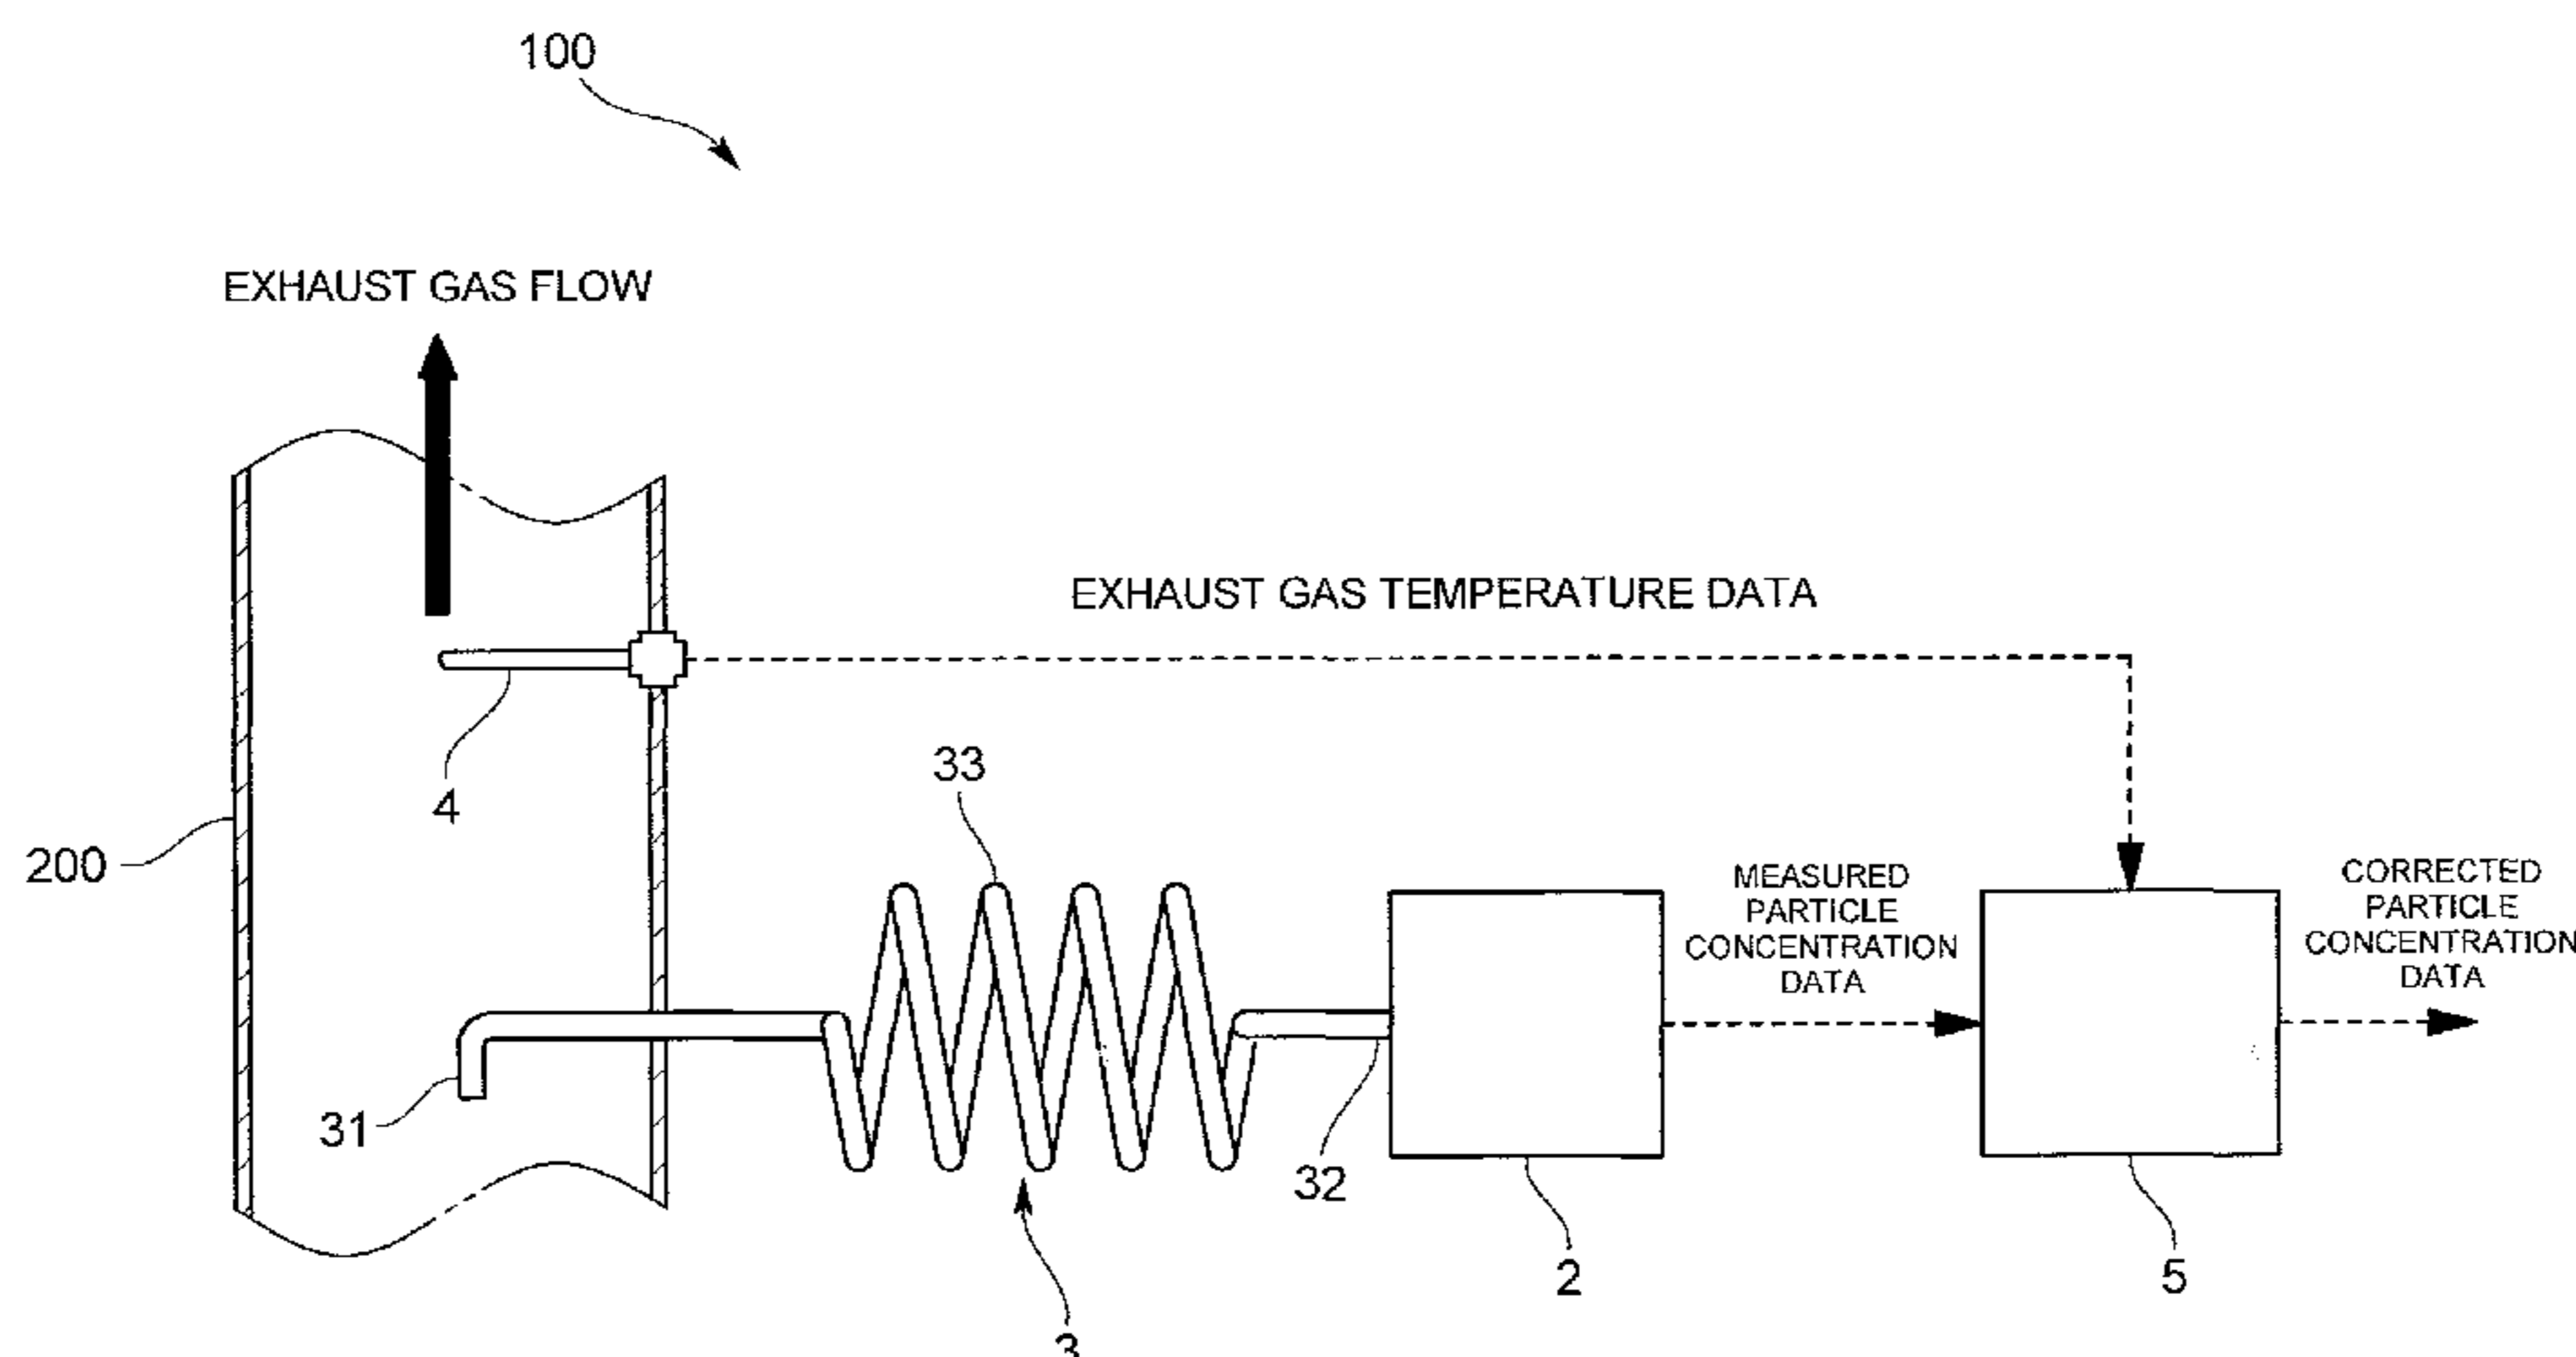 100
EXHAUST GAS FLOW
EXHAUST GAS TEMPERATURE DATA
4
33
200
MEASURED
PARTICLE
CONCENTRATION
DATA
CORRECTED
PARTICLE
CONCENTRATION
DATA
31
32
2
5
3